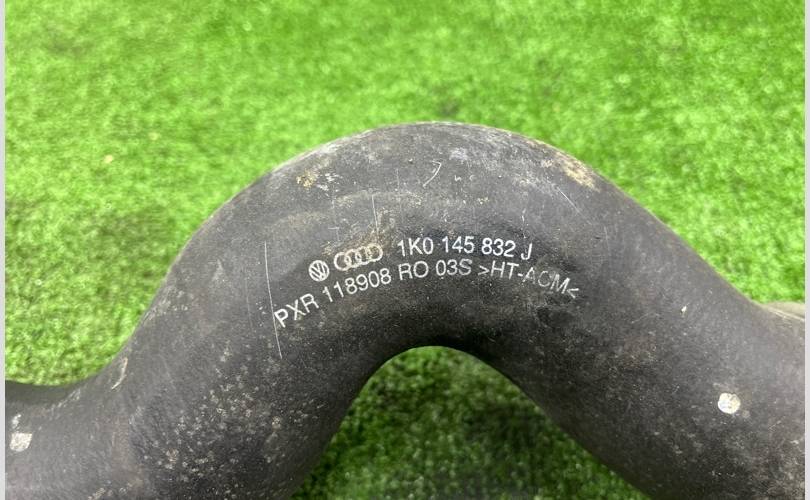 1K0 145 832 J
PXR 118908 RO 03S >HT-ACM<